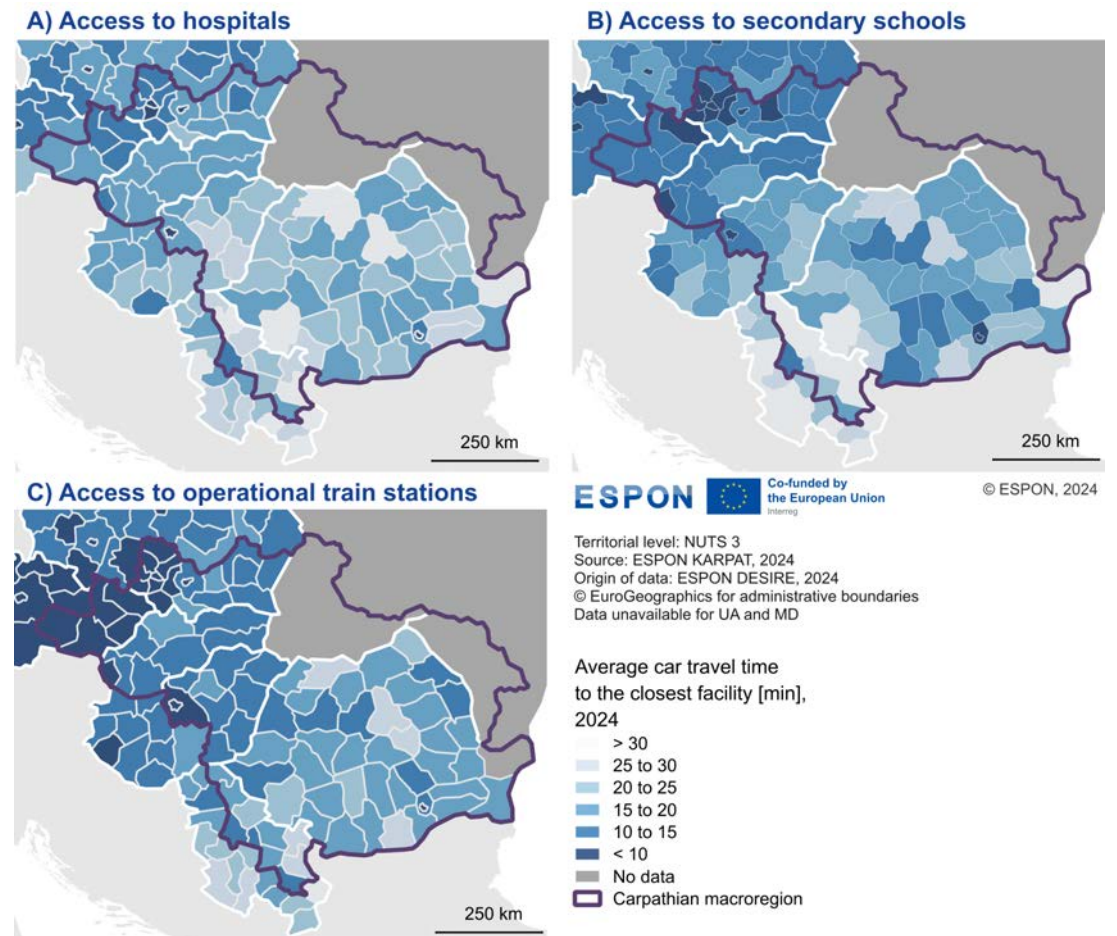 A) Access to hospitals
B) Access to secondary schools
250 km
250 km
C) Access to operational train stations
250 km
ESPON
Co-funded by
the European Union
Interreg
© ESPON, 2024
Territorial level: NUTS 3
Source: ESPON KARPAT, 2024
Origin of data: ESPON DESIRE, 2024
© EuroGeographics for administrative boundaries
Data unavailable for UA and MD
Average car travel time
to the closest facility [min],
2024
> 30
25 to 30
20 to 25
15 to 20
10 to 15
< 10
No data
Carpathian macroregion